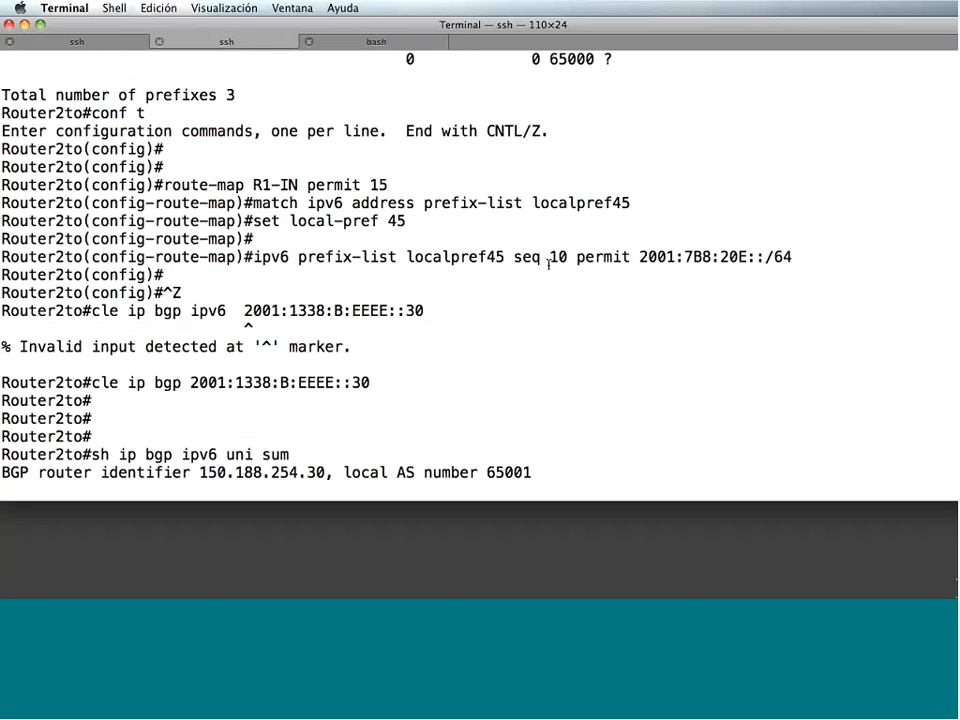 Terminal Shell Edición Visualización Ventana Ayuda
Terminal — ssh — 110×24
ssh ssh bash
0 0 65000 ?
Total number of prefixes 3
Router2to#conf t
Enter configuration commands, one per line. End with CNTL/Z.
Router2to(config)#
Router2to(config)#
Router2to(config)#route-map R1-IN permit 15
Router2to(config-route-map)#match ipv6 address prefix-list localpref45
Router2to(config-route-map)#set local-pref 45
Router2to(config-route-map)#
Router2to(config-route-map)#ipv6 prefix-list localpref45 seq 10 permit 2001:7B8:20E::/64
Router2to(config)#
Router2to(config)#^Z
Router2to#cle ip bgp ipv6  2001:1338:B:EEEE::30
^
% Invalid input detected at '^' marker.
Router2to#cle ip bgp 2001:1338:B:EEEE::30
Router2to#
Router2to#
Router2to#
Router2to#sh ip bgp ipv6 uni sum
BGP router identifier 150.188.254.30, local AS number 65001